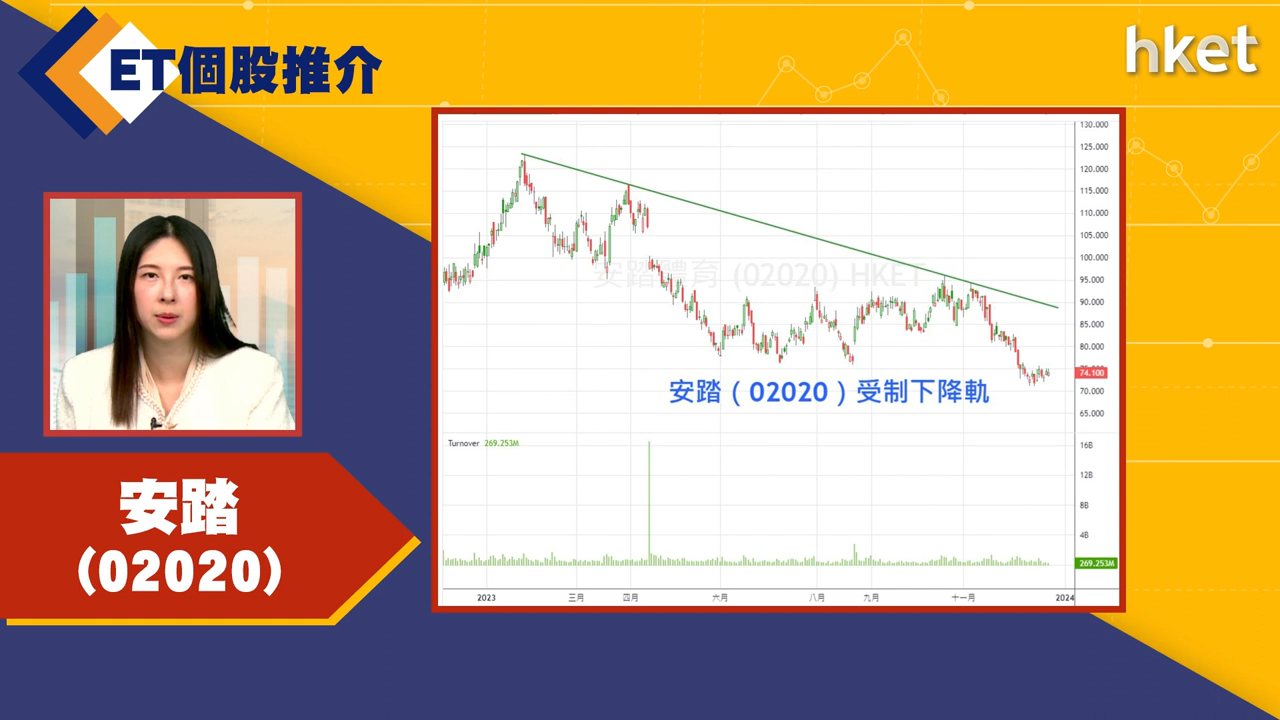 ET個股推介
hket
安踏
(02020)
130.000
125.000
120.000
115.000
110.000
105.000
100.000
95.000
90.000
85.000
80.000
74.100
70.000
65.000
安踏體育 (02020) HKET
安踏（02020）受制下降軌
Turnover 269.253M
16B
12B
8B
4B
269.253M
2023 三月 四月 六月 八月 九月 十一月 2024